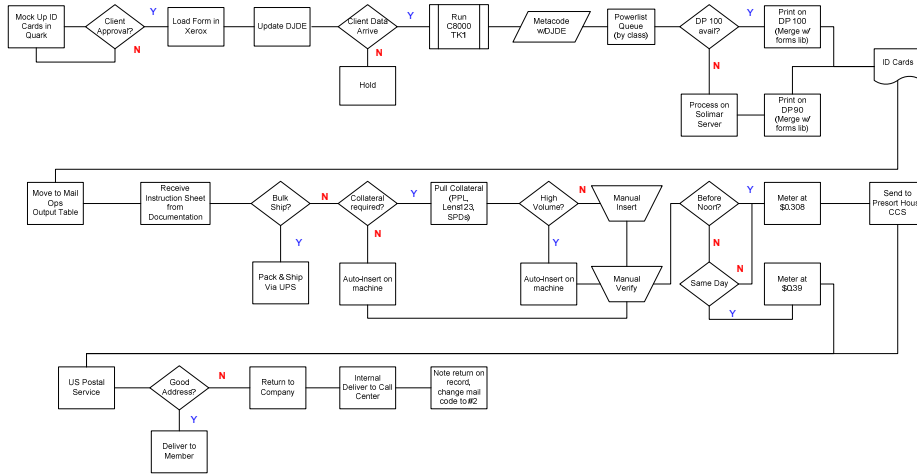 Mock Up ID
Cards in
Quark
Client
Approval?
Y
N
Load Form in
Xerox
Update DJDE
Client Data
Arrive
Y
N
Hold
Run
C8000
TK1
Metacode
w/DJDE
Powerlist
Queue
(by class)
DP 100
avail?
Y
N
Print on
DP 100
(Merge w/
forms lib)
Process on
Solimar
Server
Print on
DP90
(Merge w/
forms lib)
ID Cards
Move to Mail
Ops
Output Table
Receive
Instruction Sheet
from
Documentation
Bulk
Ship?
N
Y
Pack & Ship
Via UPS
Collateral
required?
Y
N
Auto-Insert on
machine
Pull Collateral
(PPL,
Lenst23,
SPDs)
High
Volume?
N
Y
Auto-Insert on
machine
Manual
Insert
Manual
Verify
Before
Noon?
Y
N
Same Day
N
Y
Meter at
$0.308
Meter at
$0.39
Send to
Presort House
CCS
US Postal
Service
Good
Address?
N
Y
Deliver to
Member
Return to
Company
Internal
Deliver to Call
Center
Note return on
record,
change mail
code to #2